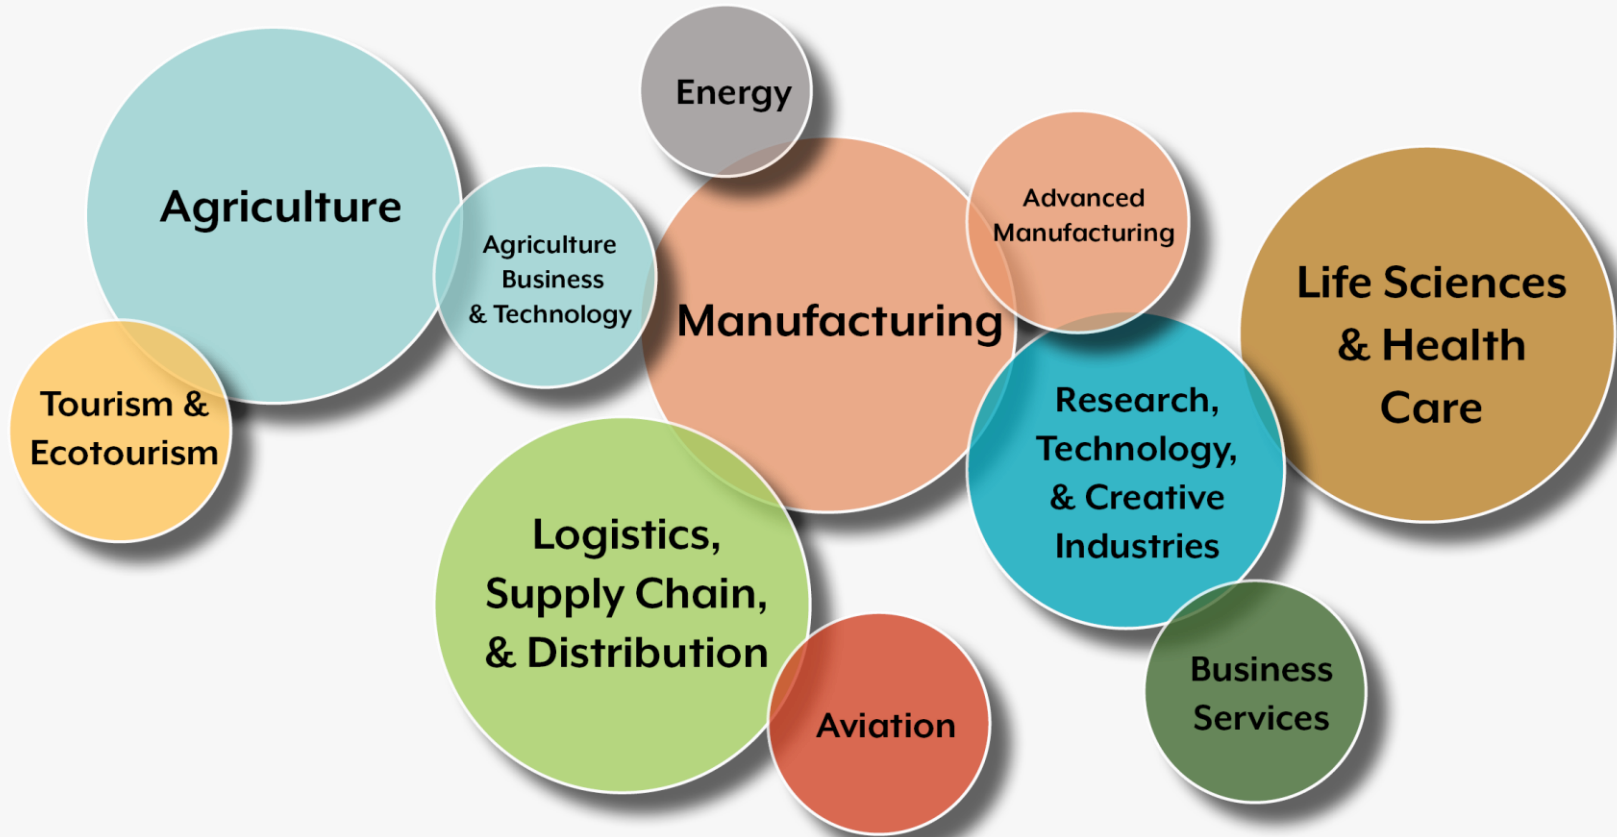 Energy
Agriculture
Agriculture
Business
& Technology
Tourism &
Ecotourism
Manufacturing
Advanced
Manufacturing
Life Sciences
& Health
Care
Research,
Technology,
& Creative
Industries
Logistics,
Supply Chain,
& Distribution
Aviation
Business
Services